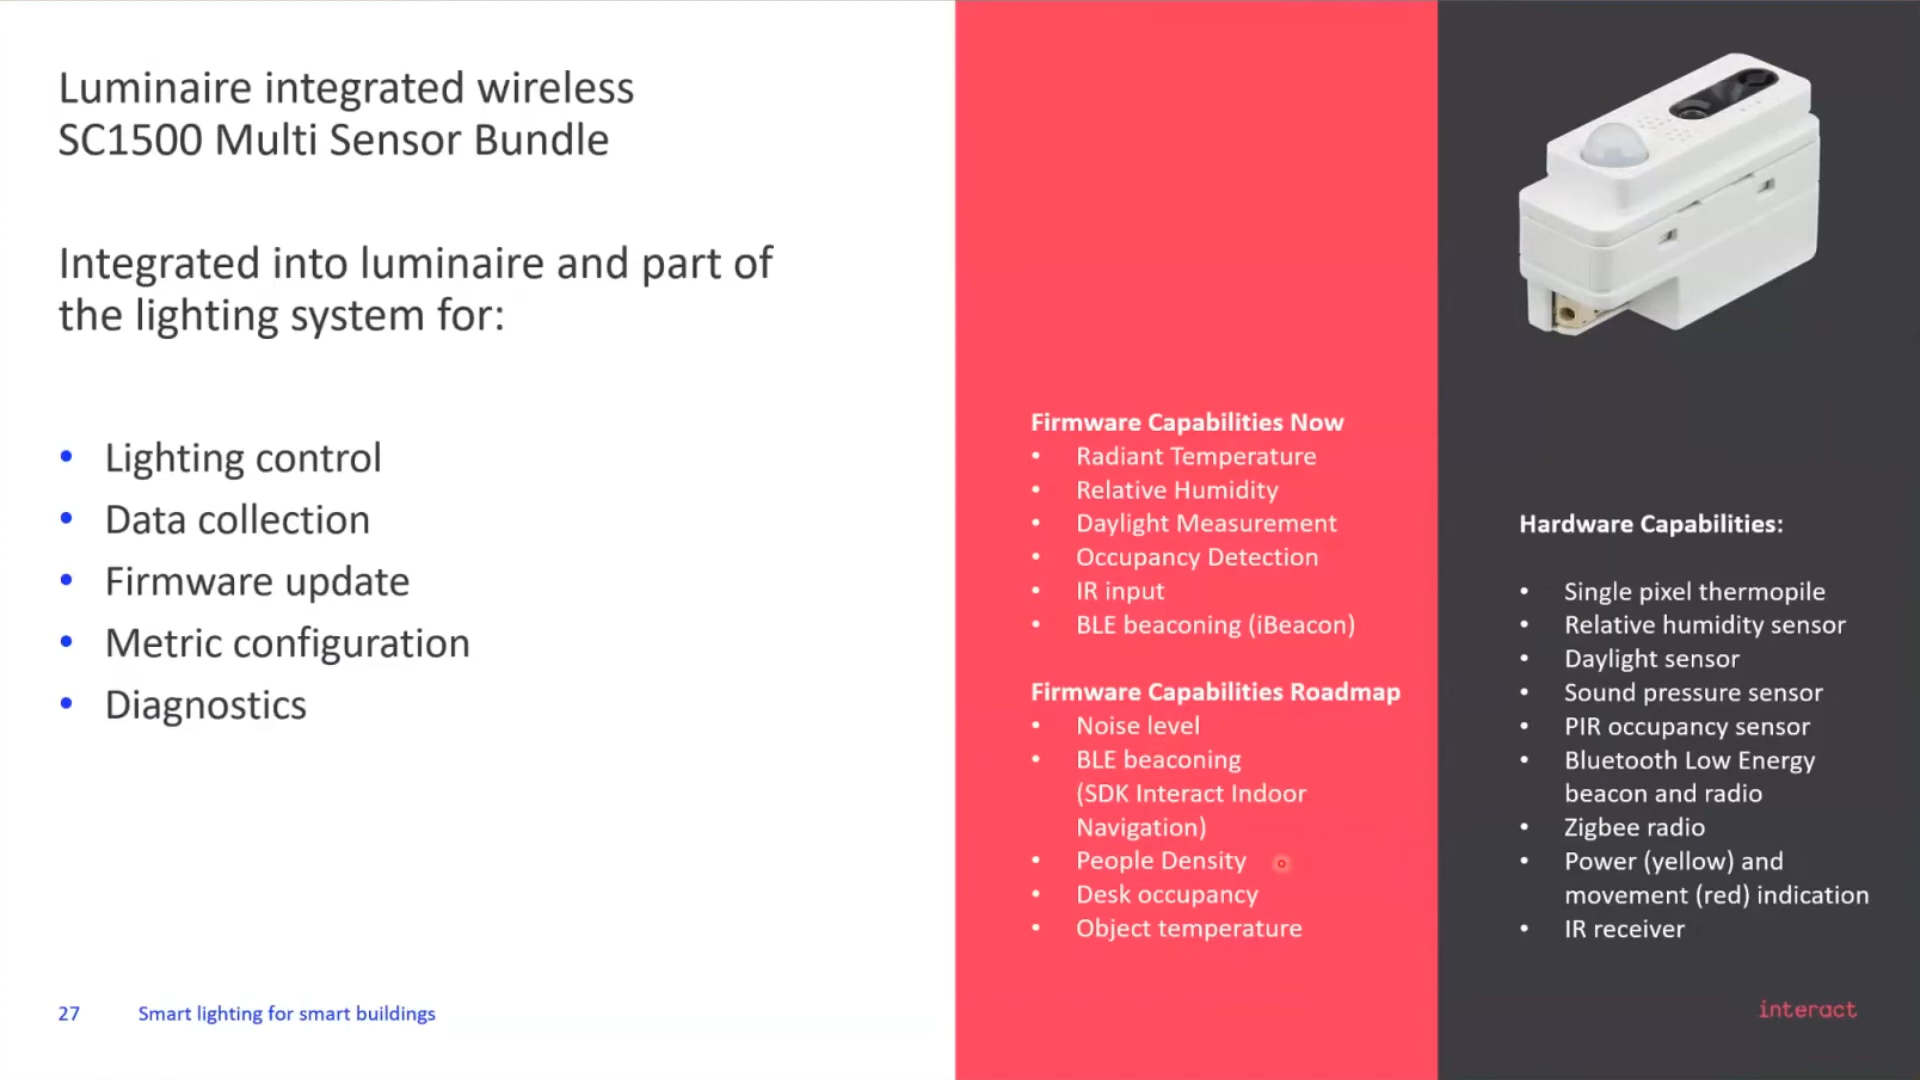 Luminaire integrated wireless
SC1500 Multi Sensor Bundle
Integrated into luminaire and part of
the lighting system for:
• Lighting control
• Data collection
• Firmware update
• Metric configuration
• Diagnostics
27 Smart lighting for smart buildings
Firmware Capabilities Now
• Radiant Temperature
• Relative Humidity
• Daylight Measurement
• Occupancy Detection
• IR input
• BLE beaconing (iBeacon)
Firmware Capabilities Roadmap
• Noise level
• BLE beaconing
(SDK Interact Indoor
Navigation)
• People Density
• Desk occupancy
• Object temperature
Hardware Capabilities:
• Single pixel thermopile
• Relative humidity sensor
• Daylight sensor
• Sound pressure sensor
• PIR occupancy sensor
• Bluetooth Low Energy
beacon and radio
• Zigbee radio
• Power (yellow) and
movement (red) indication
• IR receiver
interact